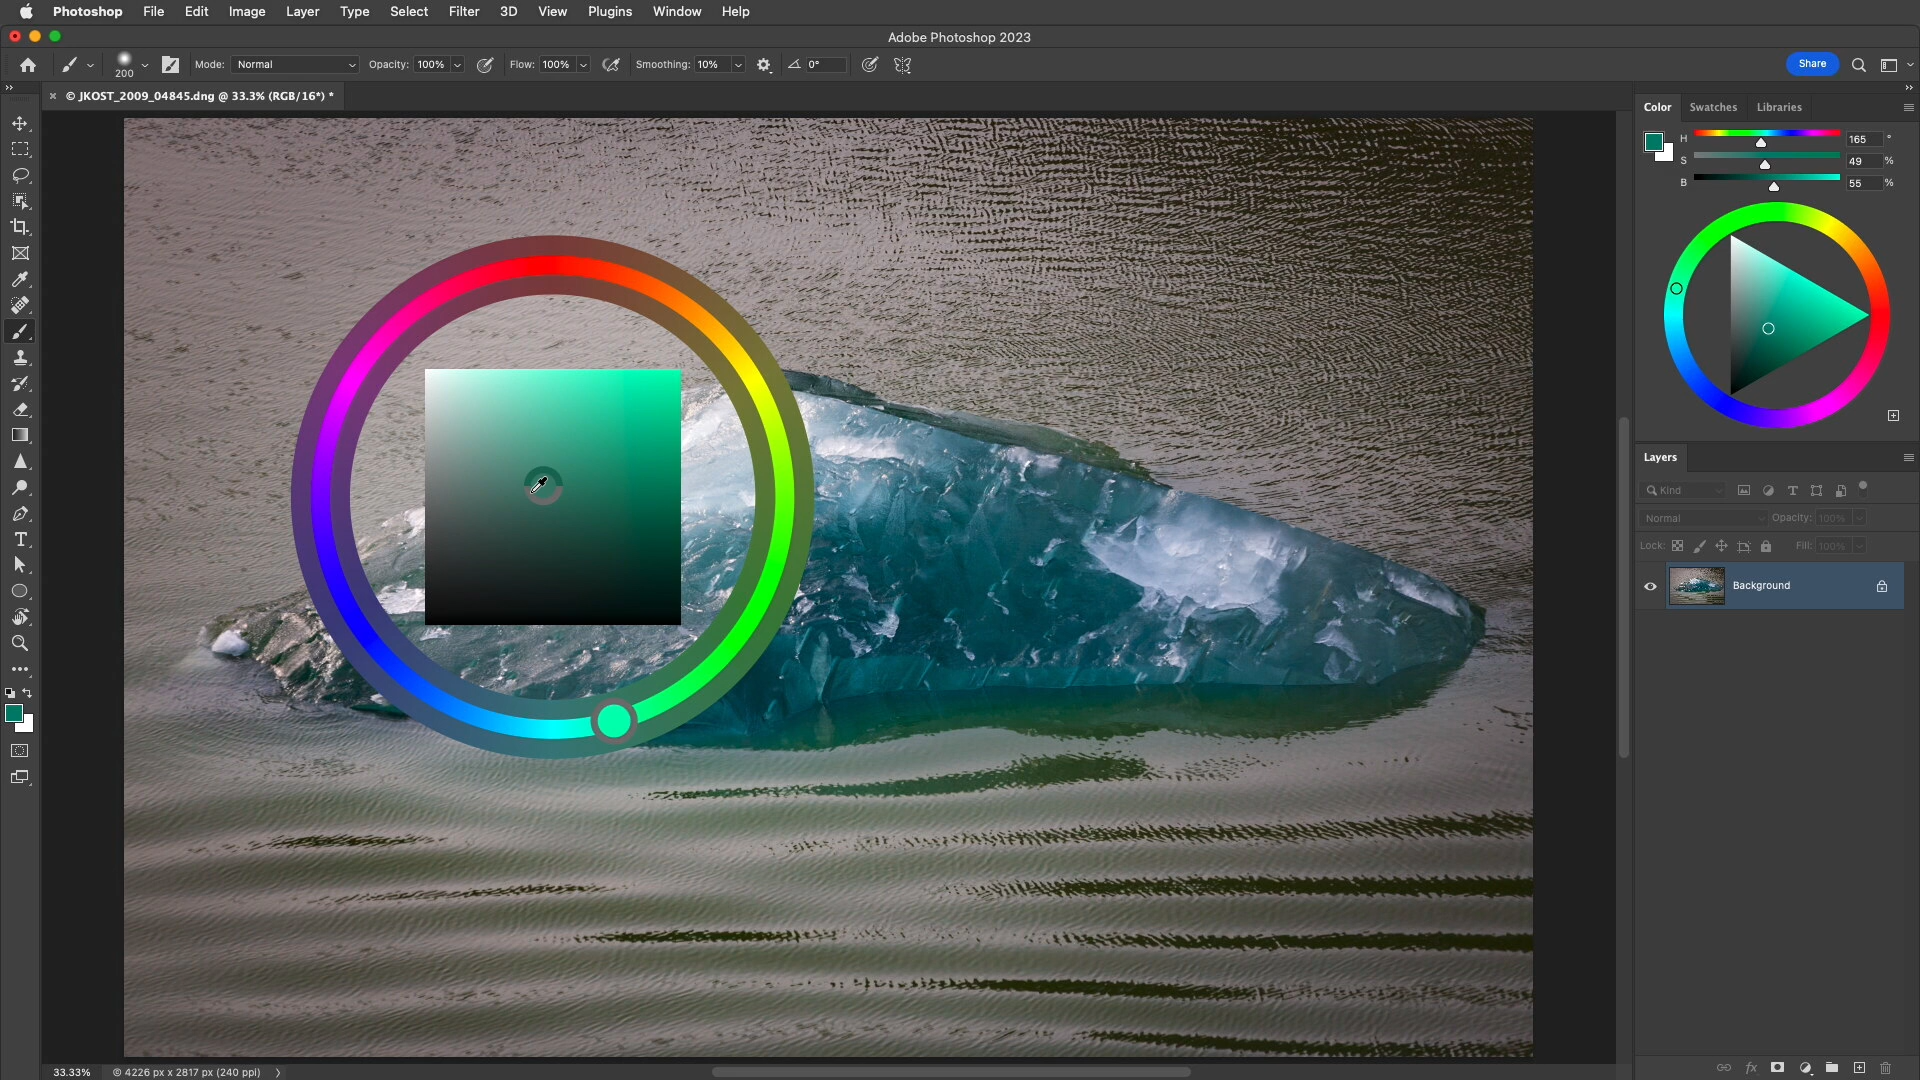 Photoshop File Edit Image Layer Type Select Filter 3D View Plugins Window Help
Adobe Photoshop 2023
200 Mode: Normal Opacity: 100% Flow: 100% Smoothing: 10% 0° Share
× © JKOST_2009_04845.dng @ 33.3% (RGB/16*) *
Color Swatches Libraries
H 165 °
S 49 %
B 55 %
Layers
Kind
Normal Opacity: 100%
Lock: Fill: 100%
Background
33.33% © 4226 px x 2817 px (240 ppi)